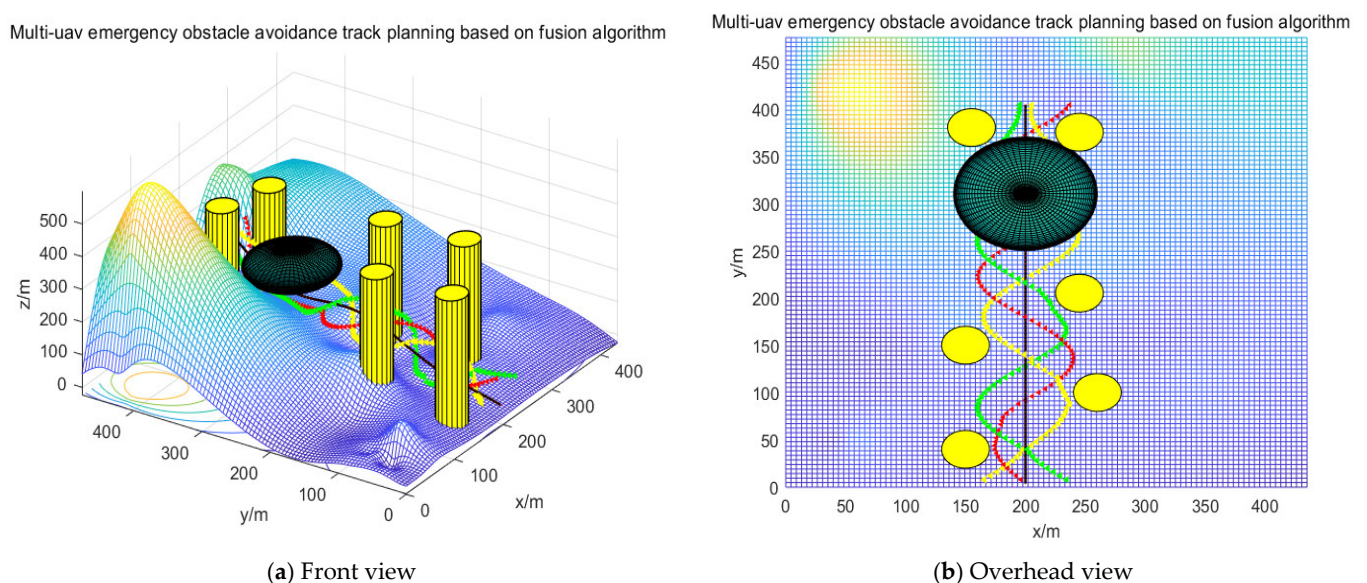 Multi-uav emergency obstacle avoidance track planning based on fusion algorithm
500
400
300
200
100
0
z/m
400
300
200
100
0
y/m
0
100
200
300
400
x/m
(a) Front view
Multi-uav emergency obstacle avoidance track planning based on fusion algorithm
450
400
350
300
250
200
150
100
50
0
y/m
0 50 100 150 200 250 300 350 400
x/m
(b) Overhead view